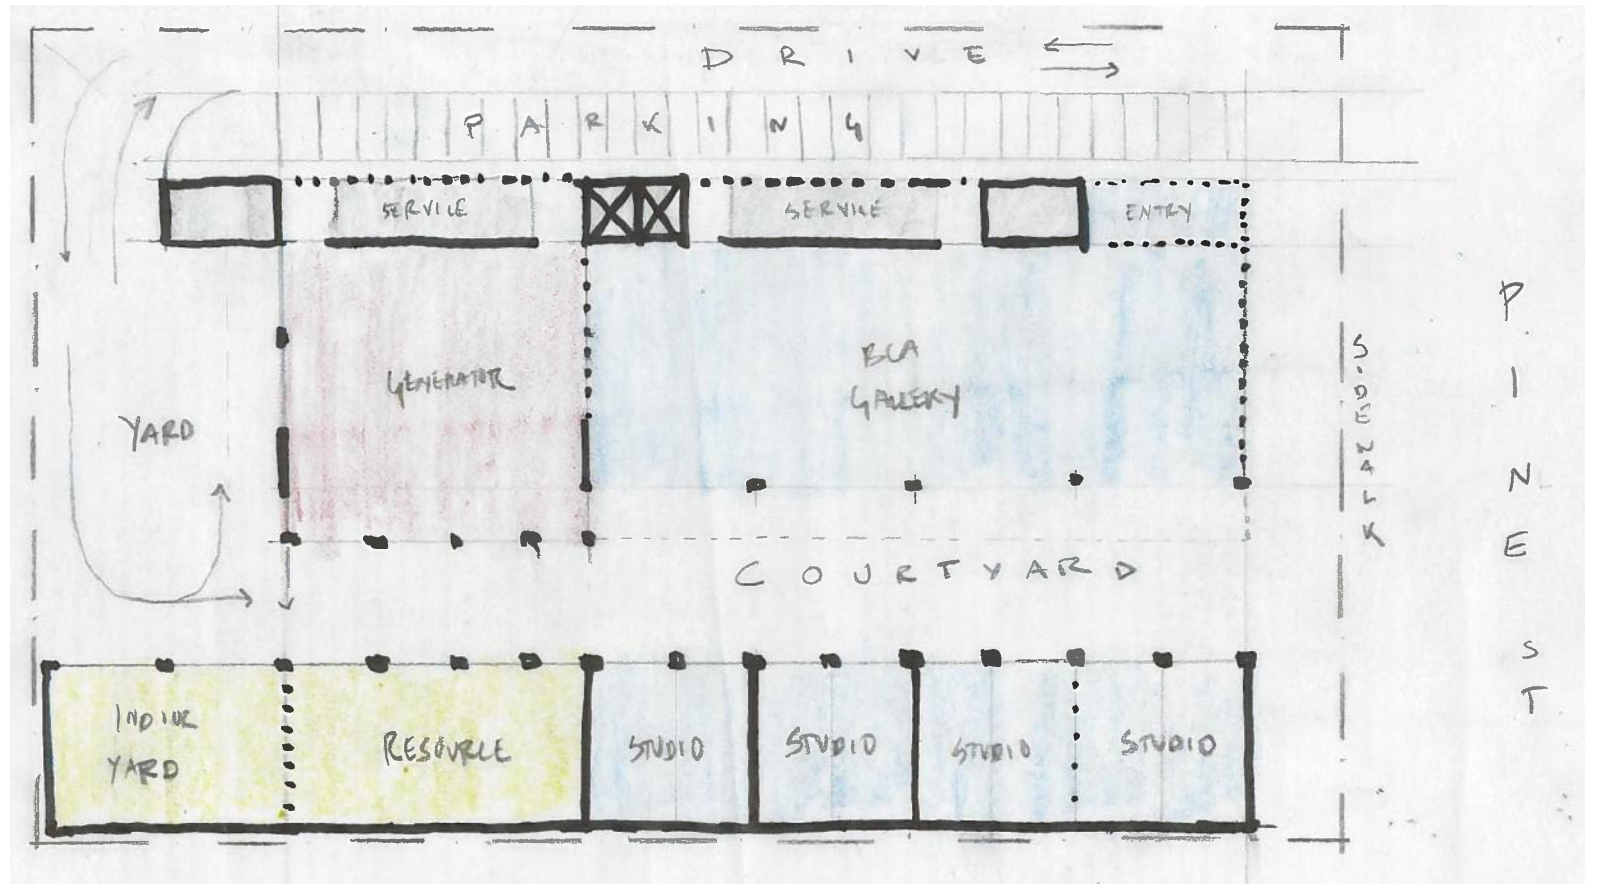 DRIVE
PARKING
SERVICE
SERVICE
ENTRY
GENERATOR
BCA
GALLERY
YARD
SIDEWALK
PINE ST
COURTYARD
INDOOR
YARD
RESOURCE
STUDIO
STUDIO
STUDIO
STUDIO